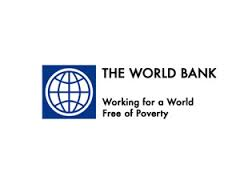 THE WORLD BANK
Working for a World
Free of Poverty